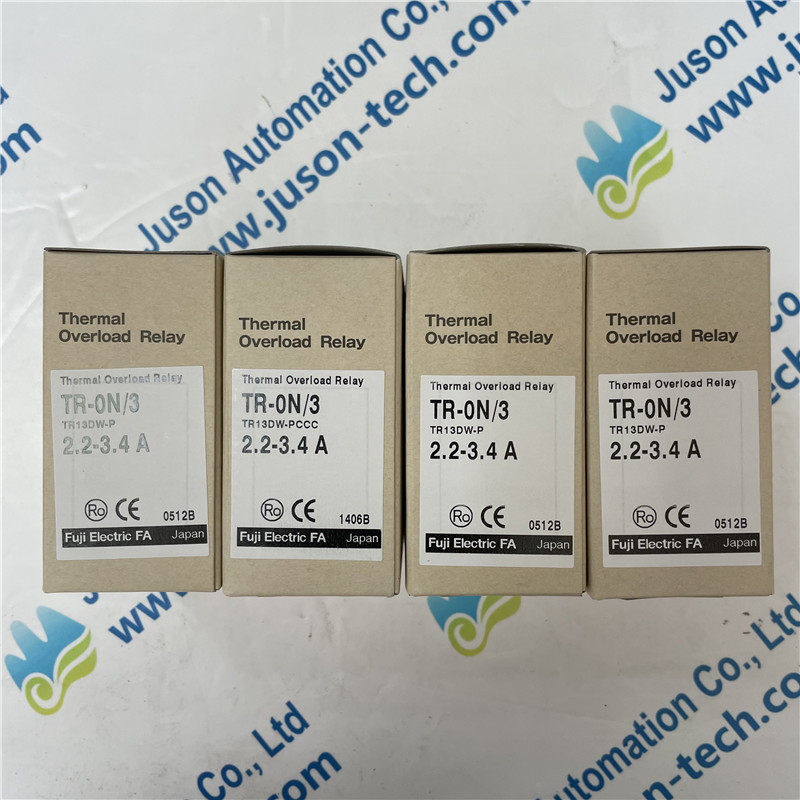 Juson Automation Co.,
www.juson-tech.com
Juson Automation
www.
Thermal
Overload Relay
Thermal Overload Relay
TR-0N/3
TR13DW-P
2.2-3.4 A
Ro CE 0512B
Fuji Electric FA Japan
Thermal
Overload Relay
Thermal Overload Relay
TR-0N/3
TR13DW-PCCC
2.2-3.4 A
Ro CE 1406B
Fuji Electric FA Japan
Thermal
Overload Relay
Thermal Overload Relay
TR-0N/3
TR13DW-P
2.2-3.4 A
Ro CE 0512B
Fuji Electric FA Japan
Thermal
Overload Relay
Thermal Overload Relay
TR-0N/3
TR13DW-P
2.2-3.4 A
Ro CE 0512B
Fuji Electric FA Japan
Juson
www
Co., Ltd
com
Juson Automation Co., Ltd
-tech.com